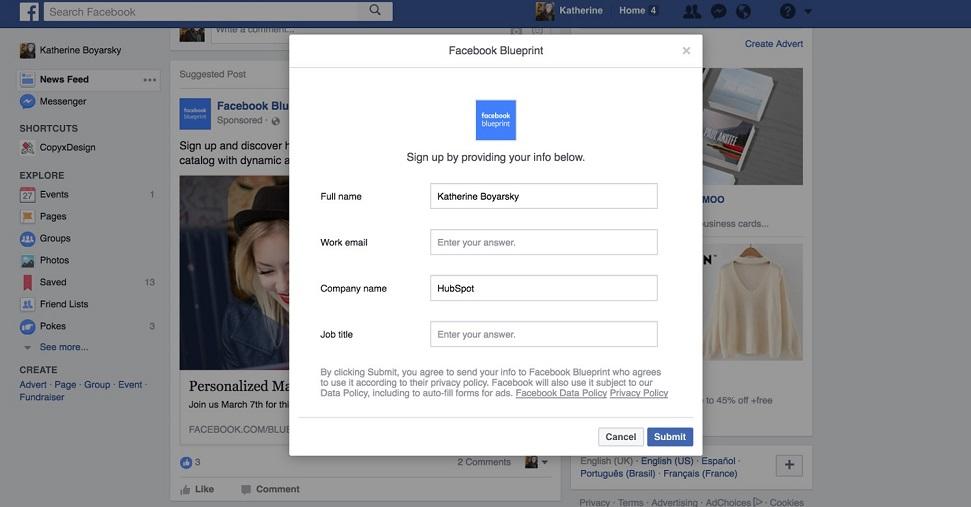 Search Facebook
Katherine
Home 4
Katherine Boyarsky
News Feed
Messenger
SHORTCUTS
CopyxDesign
EXPLORE
27 Events 1
Pages
Groups
Photos
Saved 13
Friend Lists
Pokes 3
See more...
CREATE
Advert · Page · Group · Event ·
Fundraiser
Write a comment...
Suggested Post
facebook
blueprint
Facebook Blu
Sponsored ·
Sign up and discover h
catalog with dynamic a
Personalized Ma
Join us March 7th for thi
FACEBOOK.COM/BLUE
3
2 Comments
Like
Comment
Facebook Blueprint
×
facebook
blueprint
Sign up by providing your info below.
Full name
Katherine Boyarsky
Work email
Enter your answer.
Company name
HubSpot
Job title
Enter your answer.
By clicking Submit, you agree to send your info to Facebook Blueprint who agrees
to use it according to their privacy policy. Facebook will also use it subject to our
Data Policy, including to auto-fill forms for ads. Facebook Data Policy Privacy Policy
Cancel
Submit
Create Advert
MOO
usiness cards...
to 45% off +free
English (UK) · English (US) · Español ·
Português (Brasil) · Français (France)
Privacy · Terms · Advertising · AdChoices · Cookies